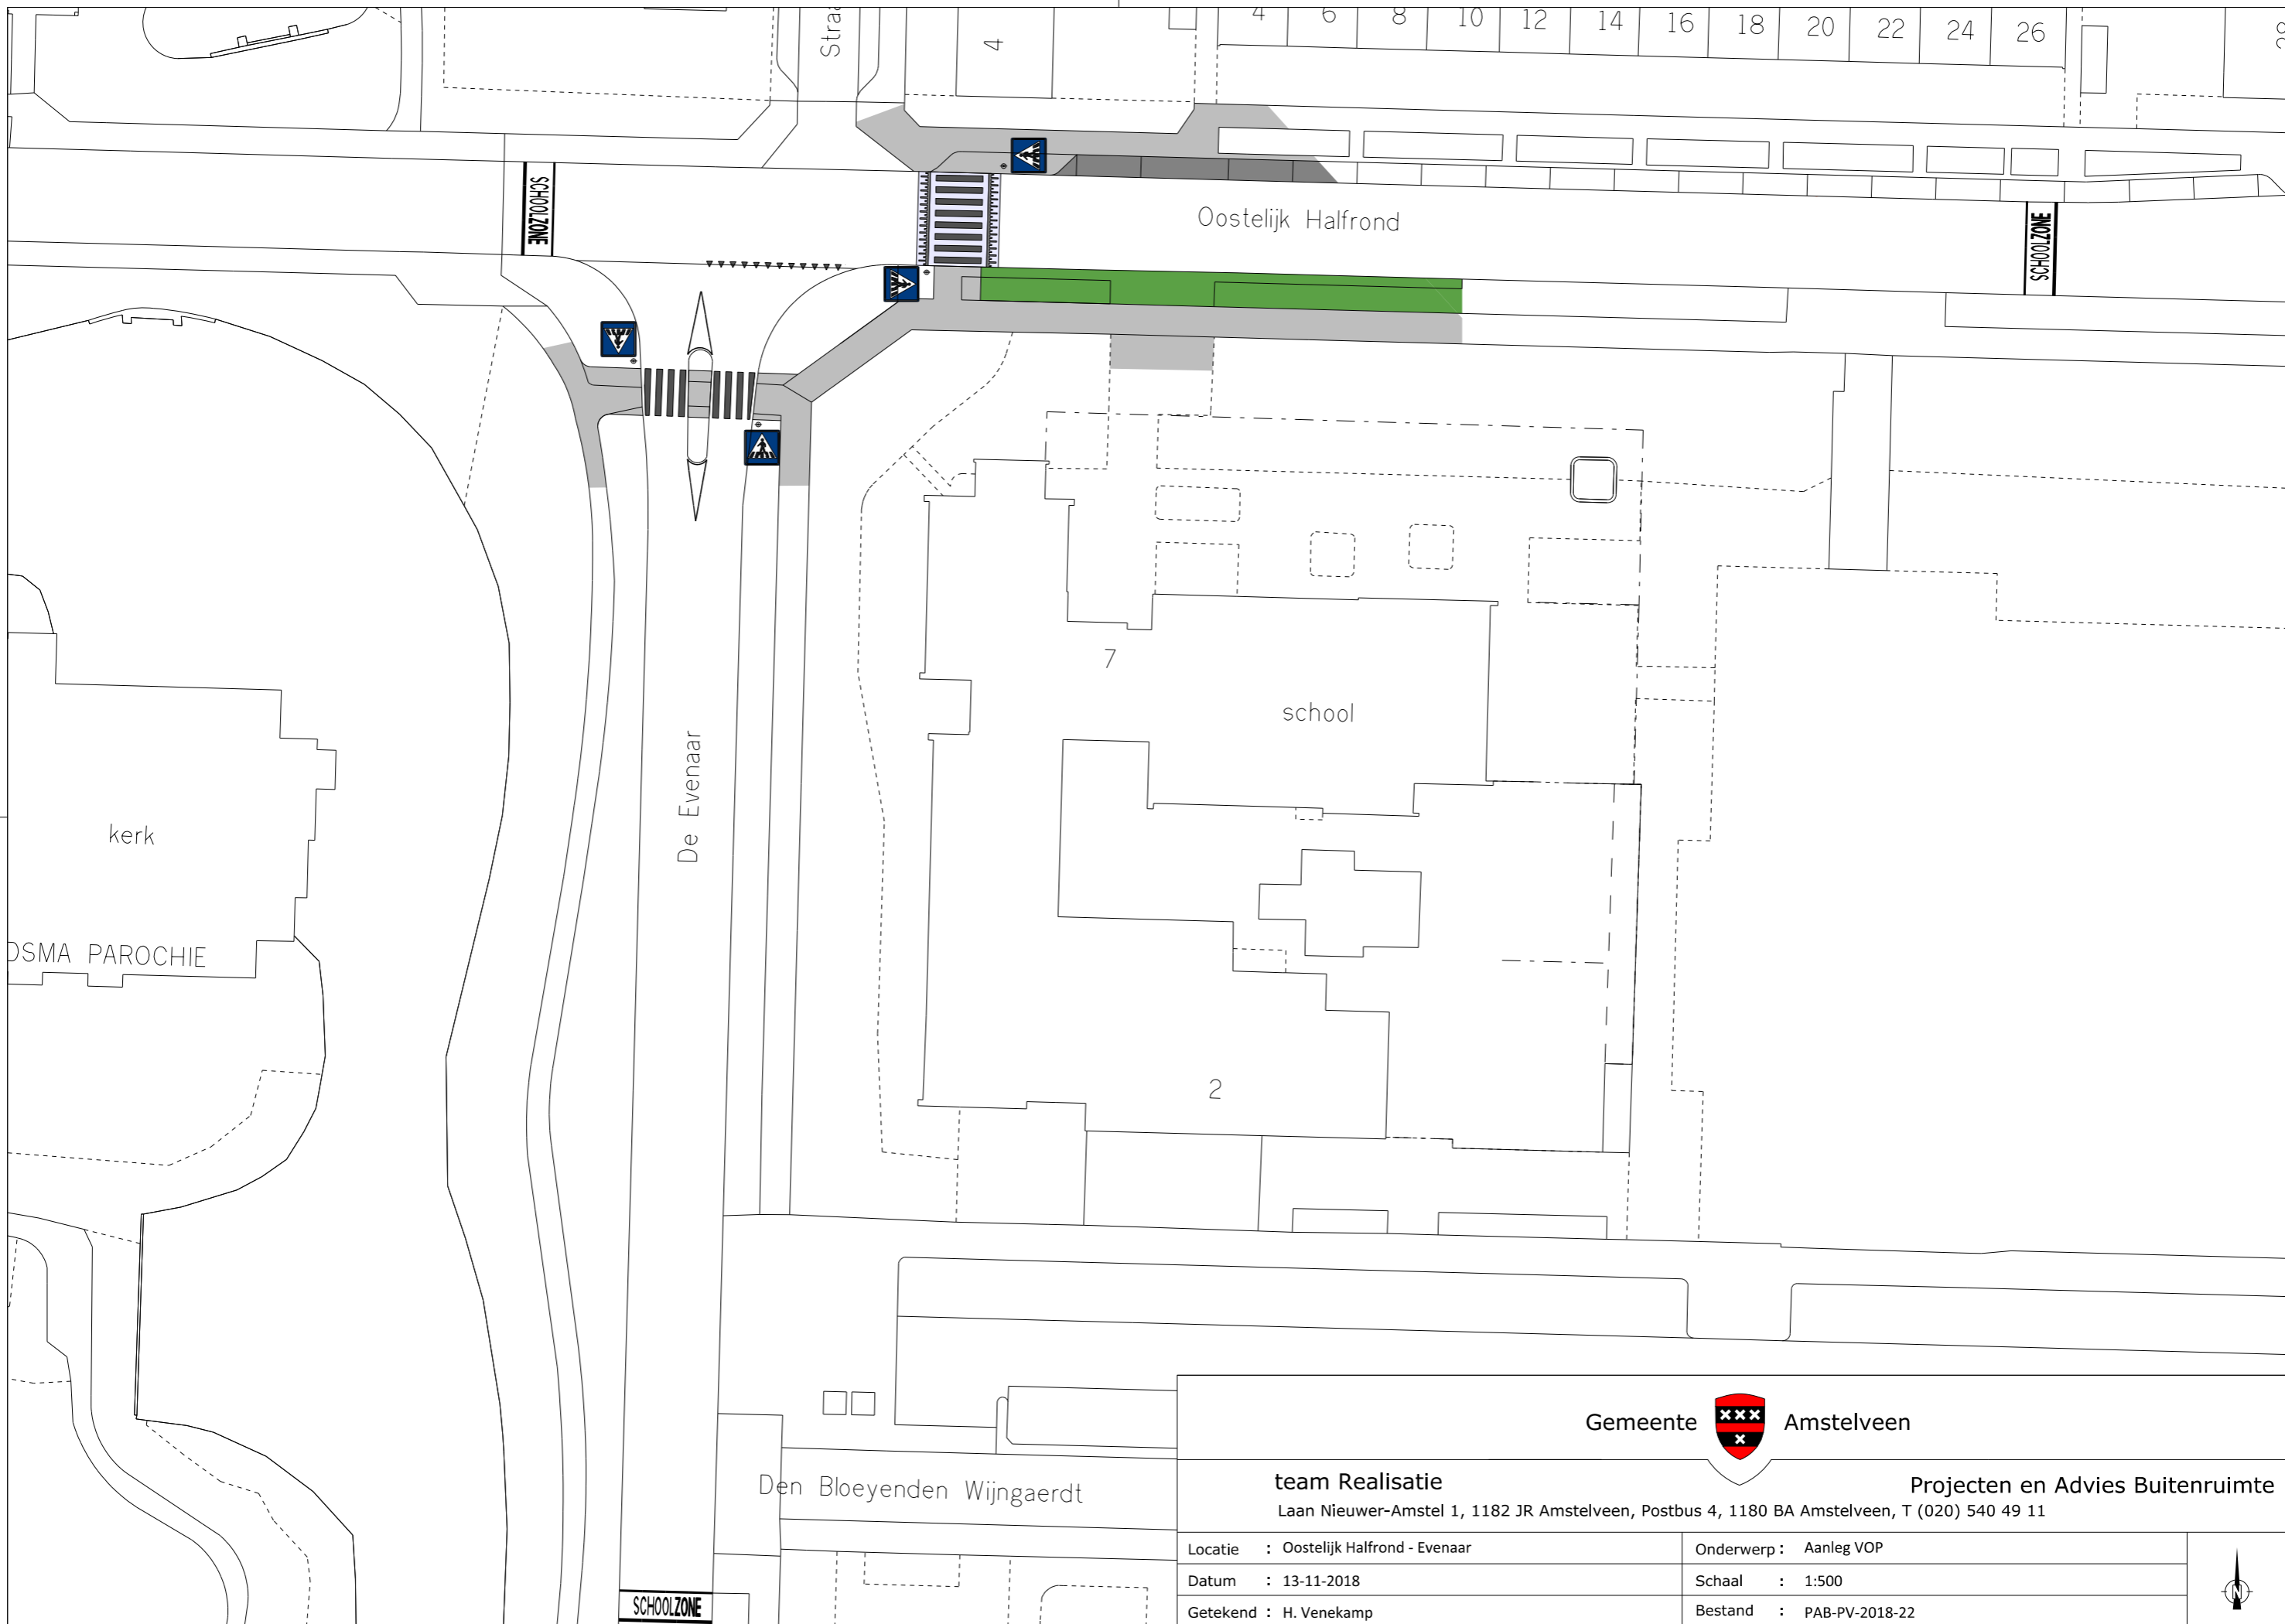 Straa
4
4 6 8 10 12 14 16 18 20 22 24 26
SCHOOLZONE
Oostelijk Halfrond
SCHOOLZONE
7
school
De Evenaar
kerk
OSMA PAROCHIE
2
Den Bloeyenden Wijngaerdt
SCHOOLZONE
Gemeente Amstelveen
team Realisatie
Projecten en Advies Buitenruimte
Laan Nieuwer-Amstel 1, 1182 JR Amstelveen, Postbus 4, 1180 BA Amstelveen, T (020) 540 49 11
Locatie : Oostelijk Halfrond - Evenaar
Onderwerp : Aanleg VOP
Datum : 13-11-2018
Schaal : 1:500
Getekend : H. Venekamp
Bestand : PAB-PV-2018-22
N